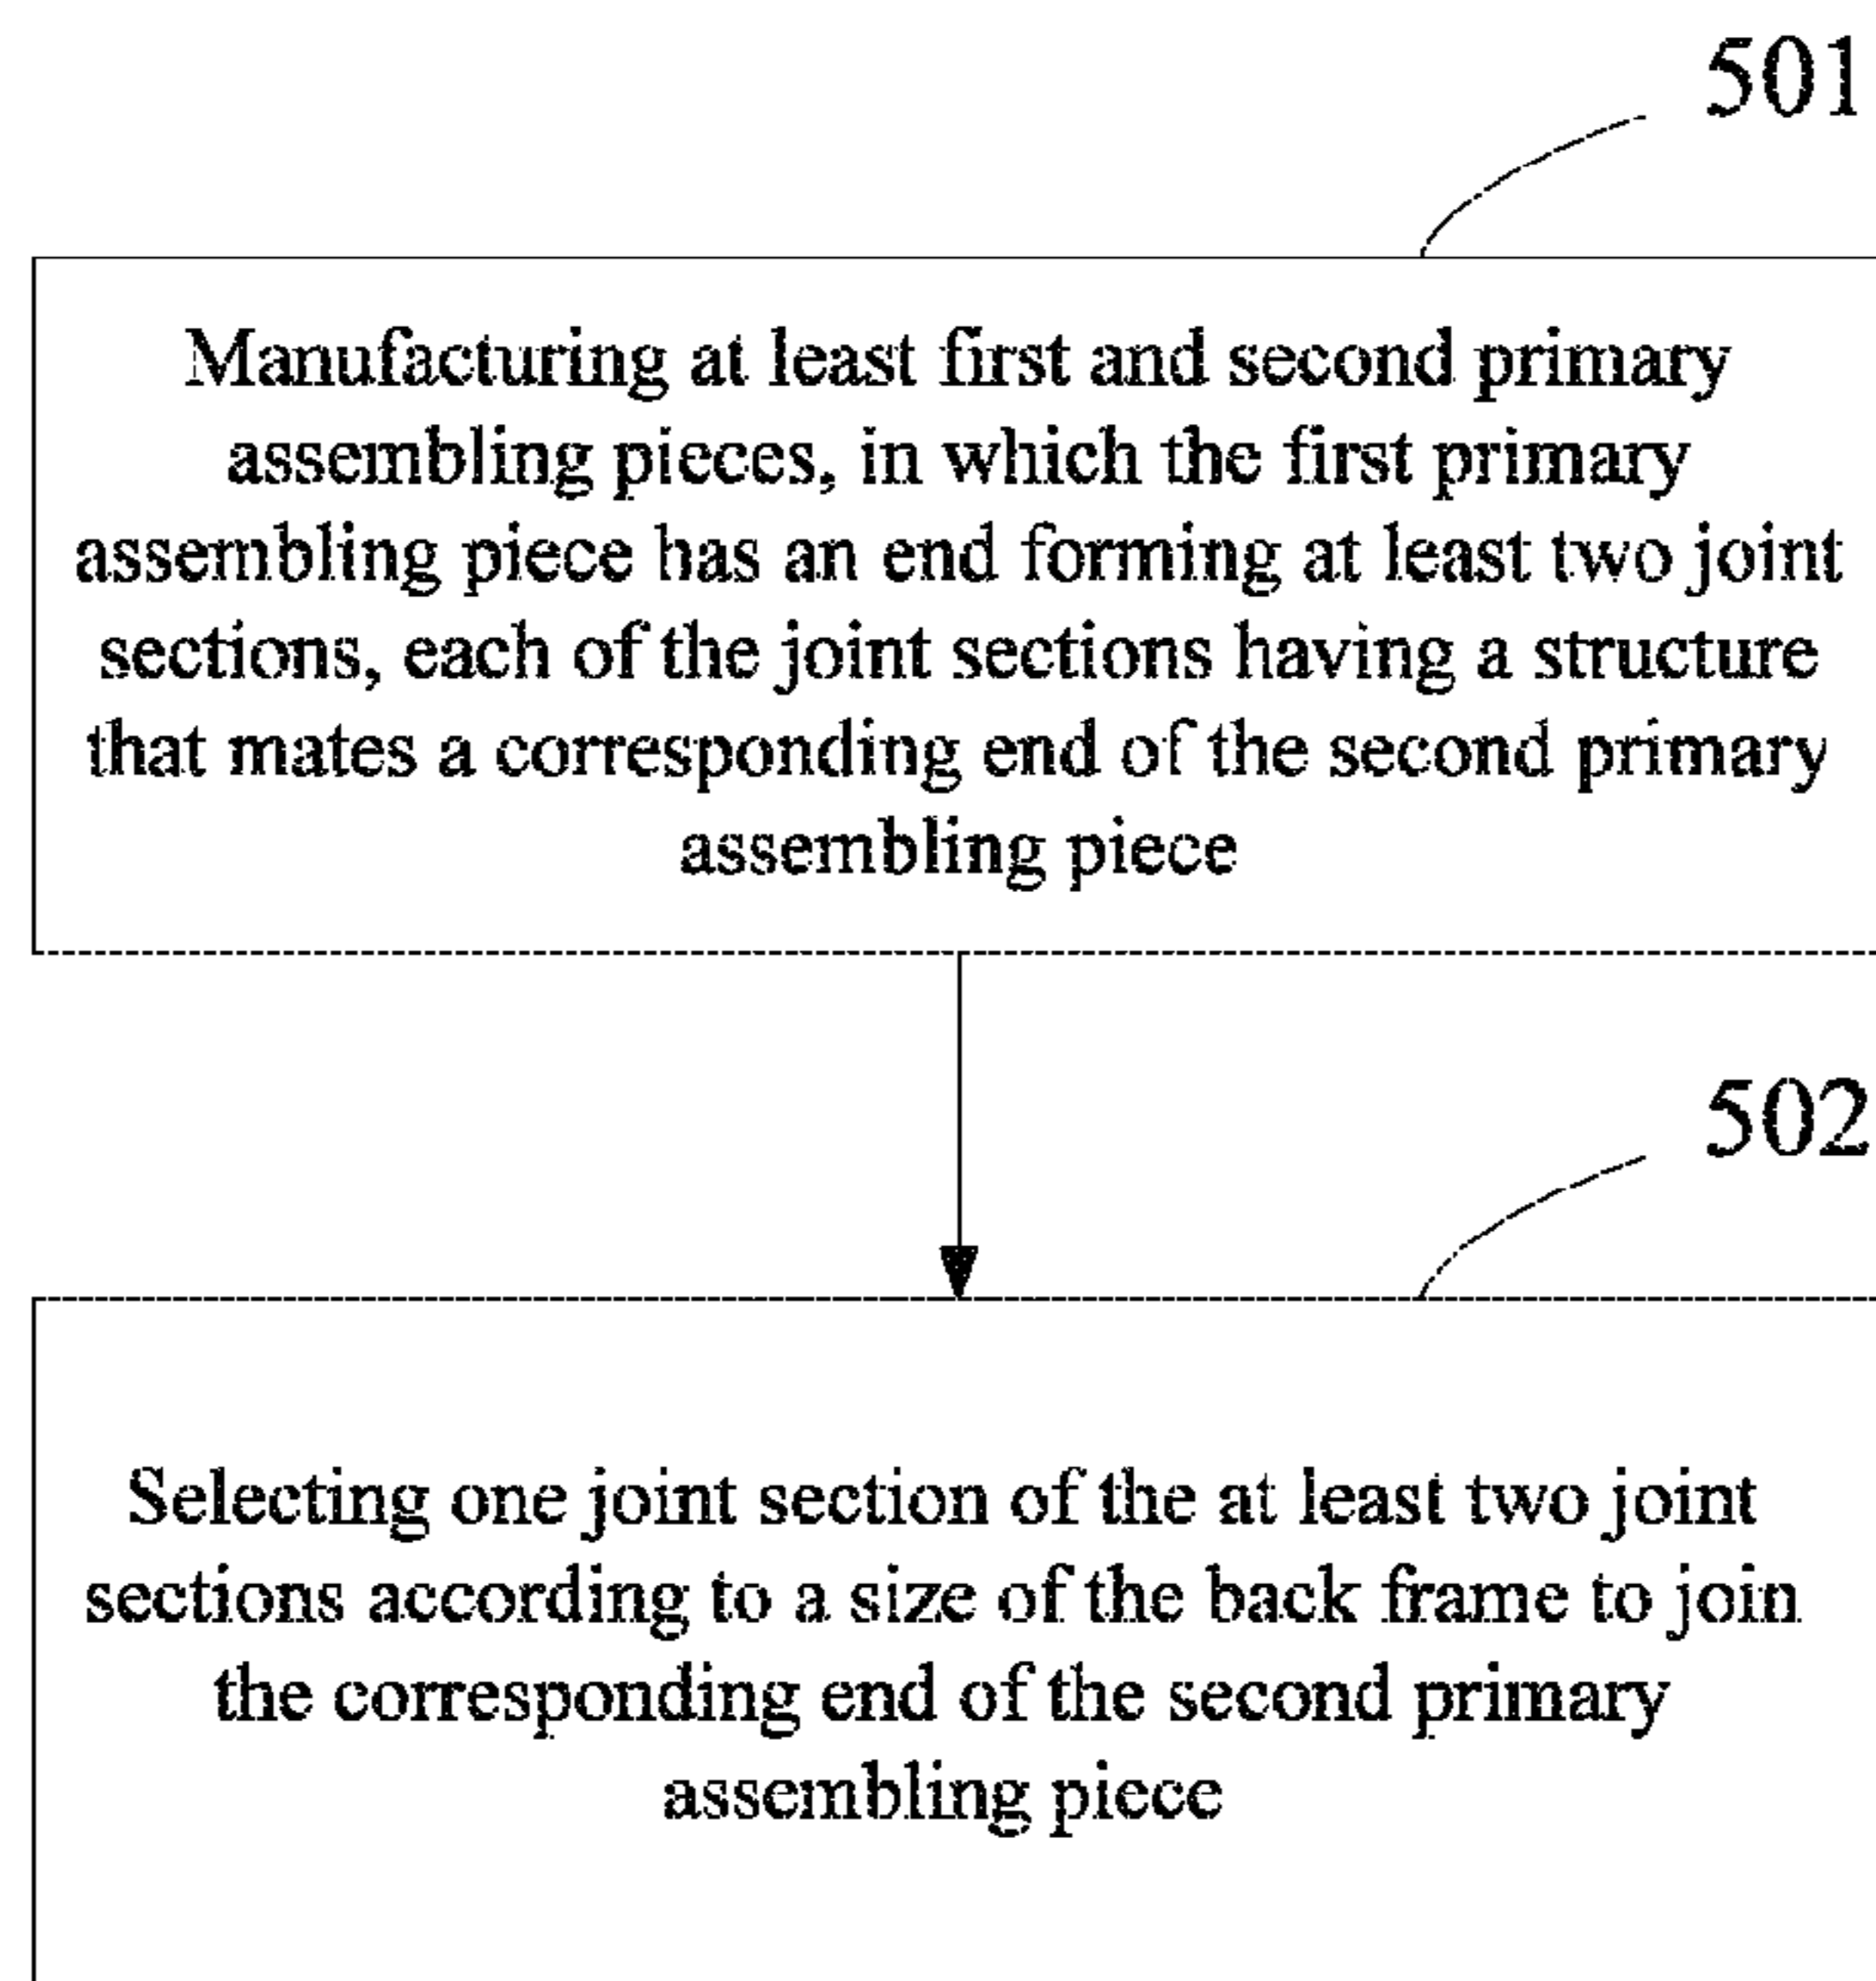 501
Manufacturing at least first and second primary
assembling pieces, in which the first primary
assembling piece has an end forming at least two joint
sections, each of the joint sections having a structure
that mates a corresponding end of the second primary
assembling piece
502
Selecting one joint section of the at least two joint
sections according to a size of the back frame to join
the corresponding end of the second primary
assembling piece